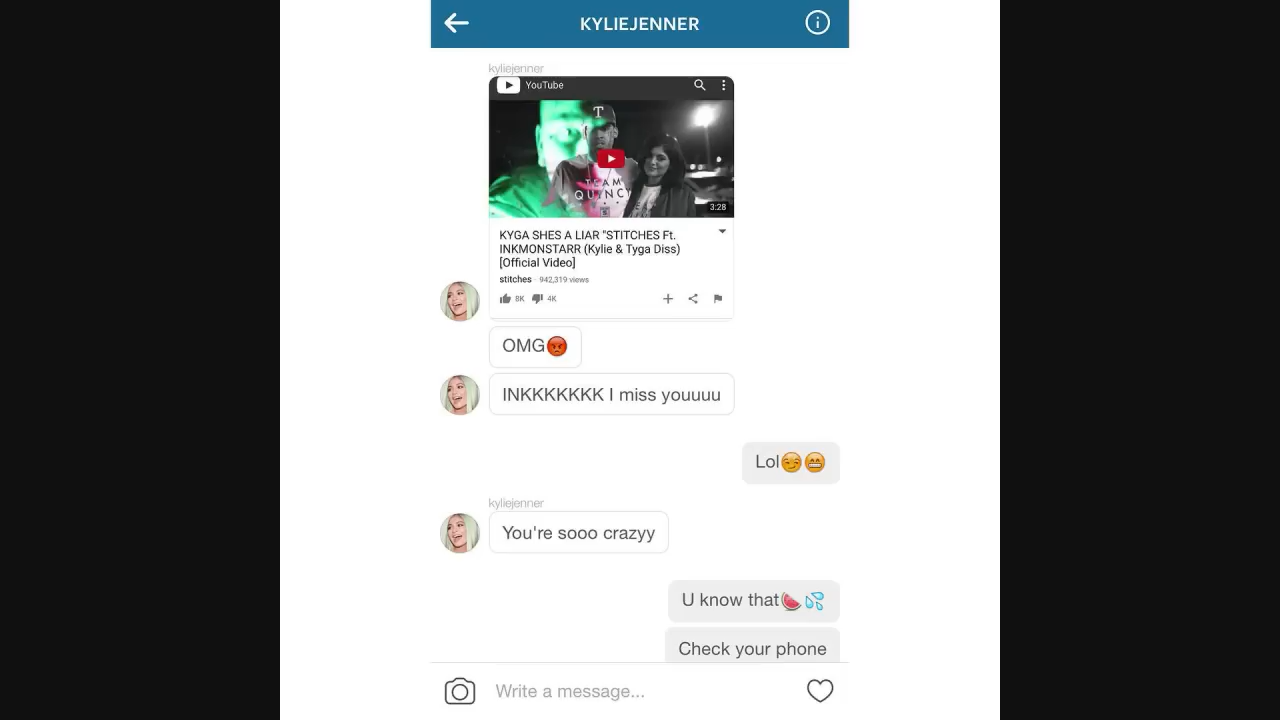 KYLIEJENNER
kyliejenner
YouTube
T
TEAM
QUINCY
3:28
KYGA SHES A LIAR "STITCHES Ft.
INKMONSTARR (Kylie & Tyga Diss)
[Official Video]
stitches · 942,319 views
8K 4K
OMG😡
INKKKKKKK I miss youuuu
Lol😏😁
kyliejenner
You're sooo crazyy
U know that🍉💦
Check your phone
Write a message...